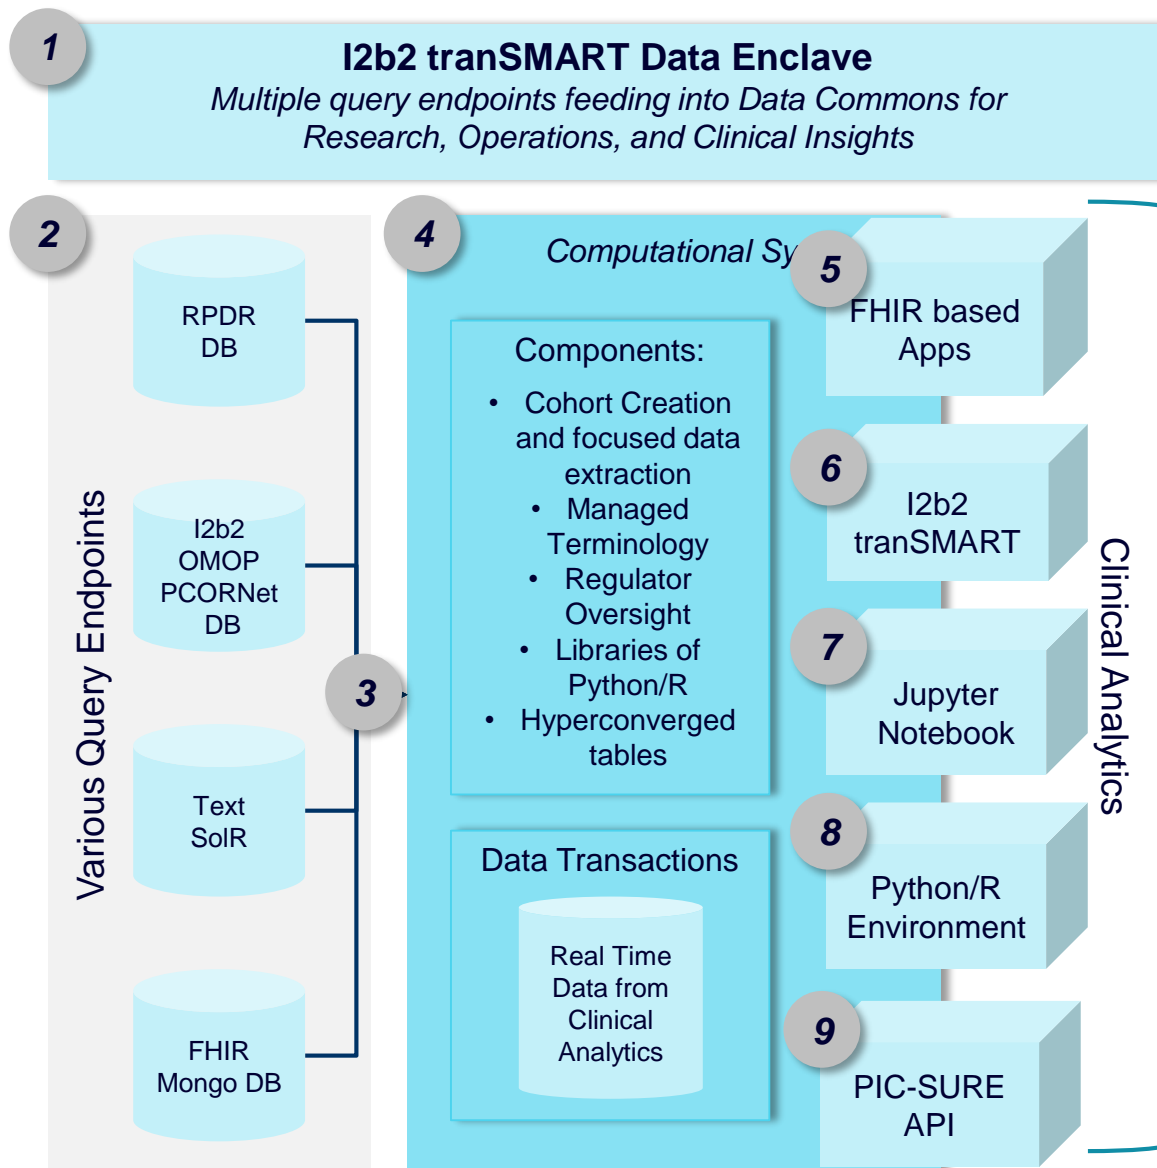 1
I2b2 tranSMART Data Enclave
Multiple query endpoints feeding into Data Commons for
Research, Operations, and Clinical Insights
2
Various Query Endpoints
RPDR
DB
I2b2
OMOP
PCORNet
DB
Text
SolR
FHIR
Mongo DB
3
4
Computational Sy
Components:
• Cohort Creation
and focused data
extraction
• Managed
Terminology
• Regulator
Oversight
• Libraries of
Python/R
• Hyperconverged
tables
Data Transactions
Real Time
Data from
Clinical
Analytics
5
FHIR based
Apps
6
I2b2
tranSMART
7
Jupyter
Notebook
8
Python/R
Environment
9
PIC-SURE
API
Clinical Analytics